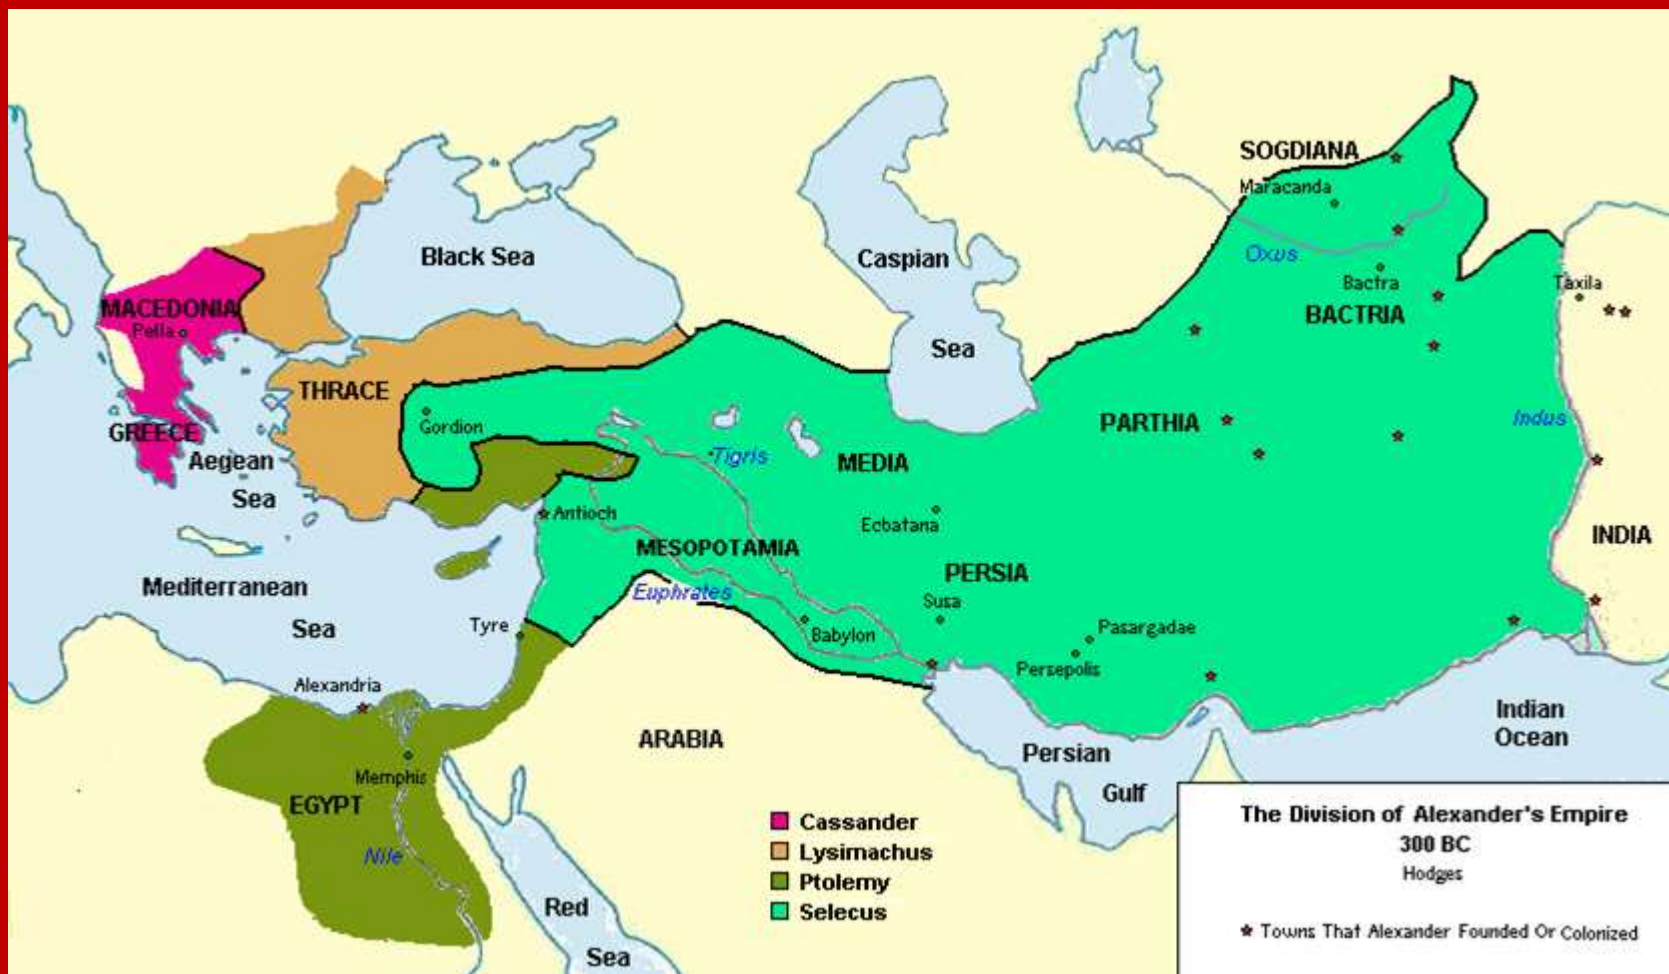 SOGDIANA
Maracanda
Black Sea
Caspian
Sea
Oxus
Bactra
Taxila
BACTRIA
MACEDONIA
Pella
THRACE
Gordion
GREECE
PARTHIA
Indus
Aegean
Sea
Tigris
MEDIA
Antioch
Ecbatana
INDIA
MESOPOTAMIA
PERSIA
Mediterranean
Sea
Euphrates
Susa
Tyre
Babylon
Pasargadae
Persepolis
Alexandria
Indian
Ocean
ARABIA
Persian
Gulf
Memphis
EGYPT
Nile
Cassander
Lysimachus
Ptolemy
Selecus
Red
Sea
The Division of Alexander's Empire
300 BC
Hodges
Towns That Alexander Founded Or Colonized